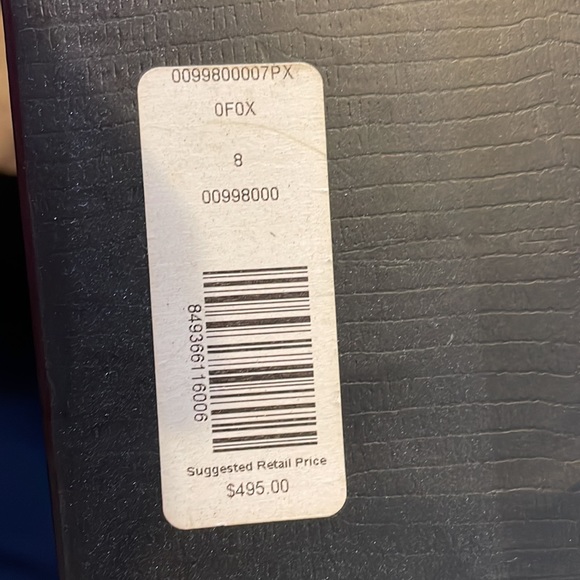 0099800007PX
0F0X
8
00998000
849366116006
Suggested Retail Price
$495.00